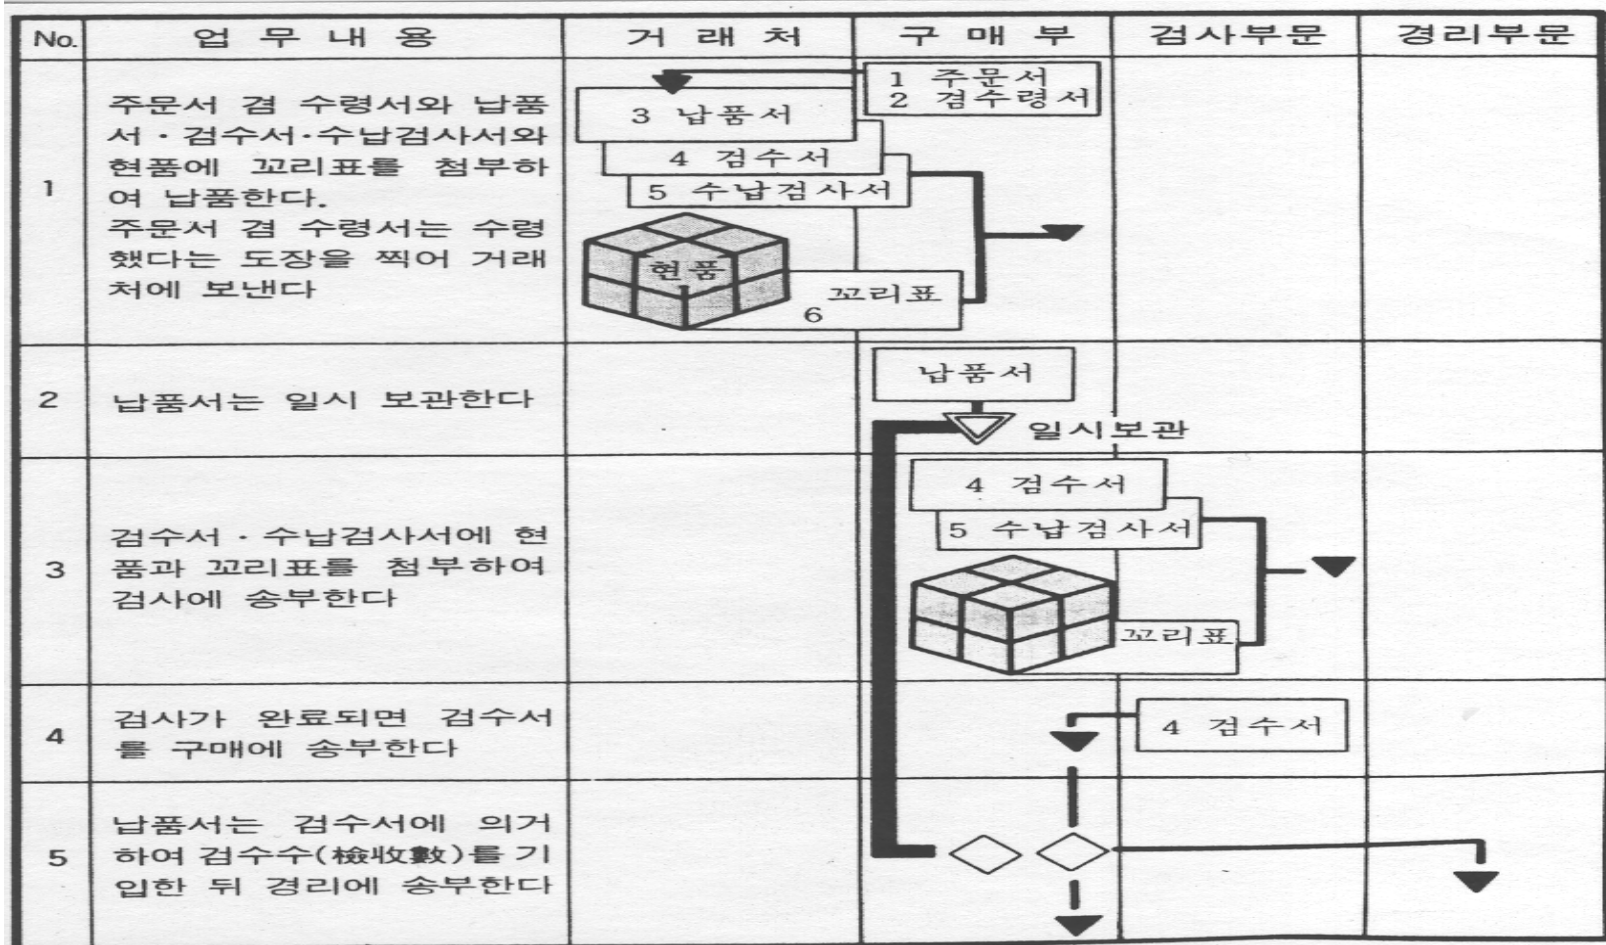 No. 업무내용 거래처 구매부 검사부문 경리부문
1
주문서 겸 수령서와 납품
서·검수서·수납검사서와
현품에 꼬리표를 첨부하
여 납품한다.
주문서 겸 수령서는 수령
했다는 도장을 찍어 거래
처에 보낸다
1 주문서
2 겸수령서
3 납품서
4 검수서
5 수납검사서
현품
꼬리표
6
2
납품서는 일시 보관한다
납품서
일시보관
3
검수서·수납검사서에 현
품과 꼬리표를 첨부하여
검사에 송부한다
4 검수서
5 수납검사서
꼬리표
4
검사가 완료되면 검수서
를 구매에 송부한다
4 검수서
5
납품서는 검수서에 의거
하여 검수수(檢收數)를 기
입한 뒤 경리에 송부한다